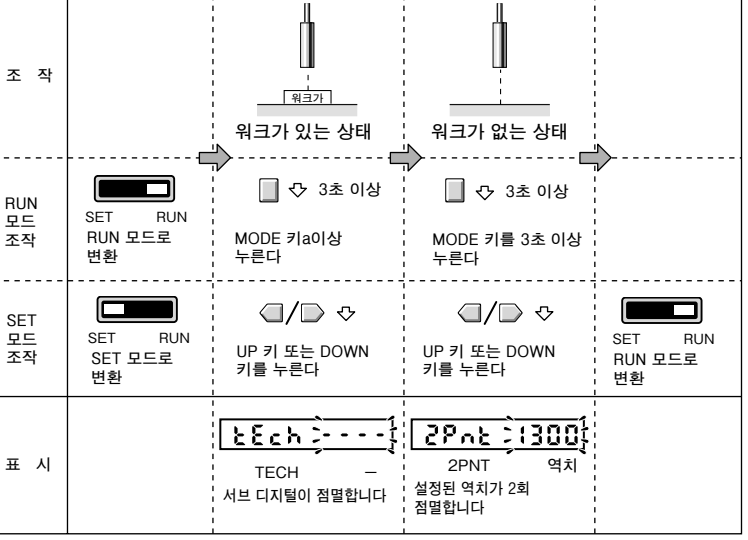 조 작
워크가
워크가 있는 상태
워크가 없는 상태
RUN
모드
조작
SET RUN
RUN 모드로
변환
3초 이상
MODE 키a이상
누른다
3초 이상
MODE 키를 3초 이상
누른다
SET
모드
조작
SET RUN
SET 모드로
변환
/
UP 키 또는 DOWN
키를 누른다
/
UP 키 또는 DOWN
키를 누른다
SET RUN
RUN 모드로
변환
표 시
tEch ----
TECH –
서브 디지털이 점멸합니다
2Pnt 1300
2PNT 역치
설정된 역치가 2회
점멸합니다